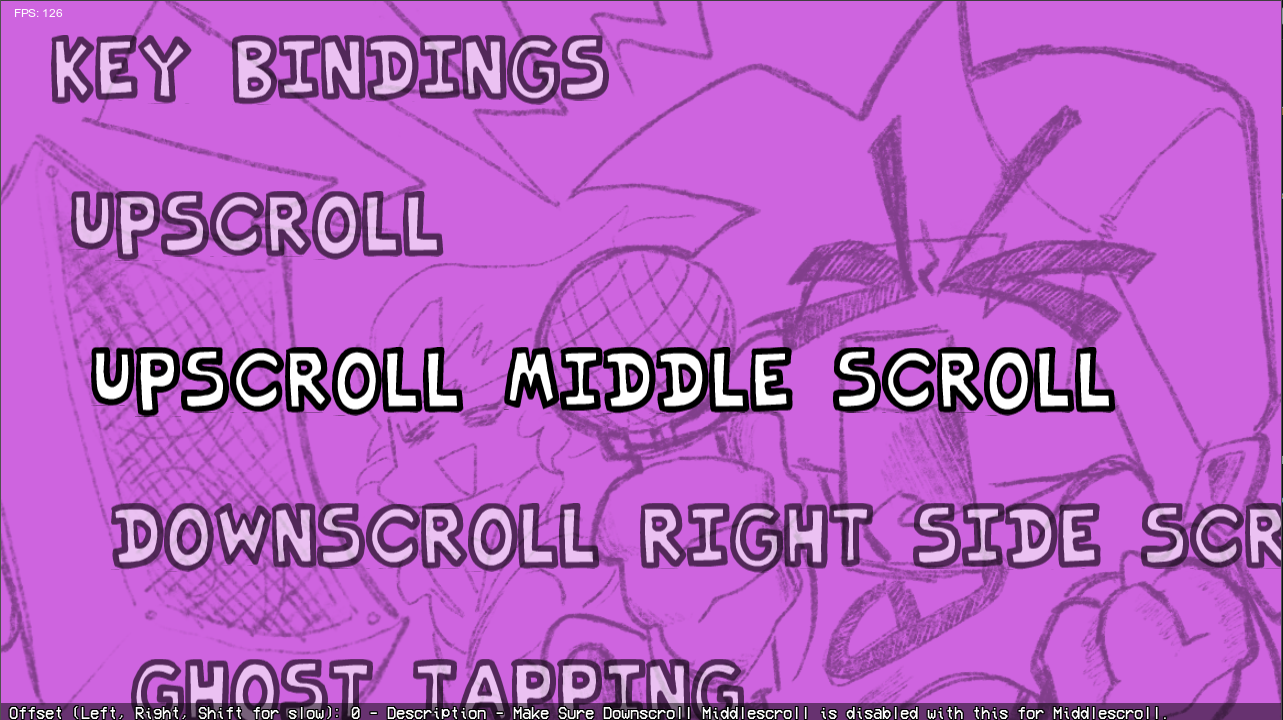 FPS: 126
KEY BINDINGS
UPSCROLL
UPSCROLL MIDDLE SCROLL
DOWNSCROLL RIGHT SIDE SCR
GHOST TAPPING
Offset (Left, Right, Shift for slow): 0 - Description - Make Sure Downscroll Middlescroll is disabled with this for Middlescroll.